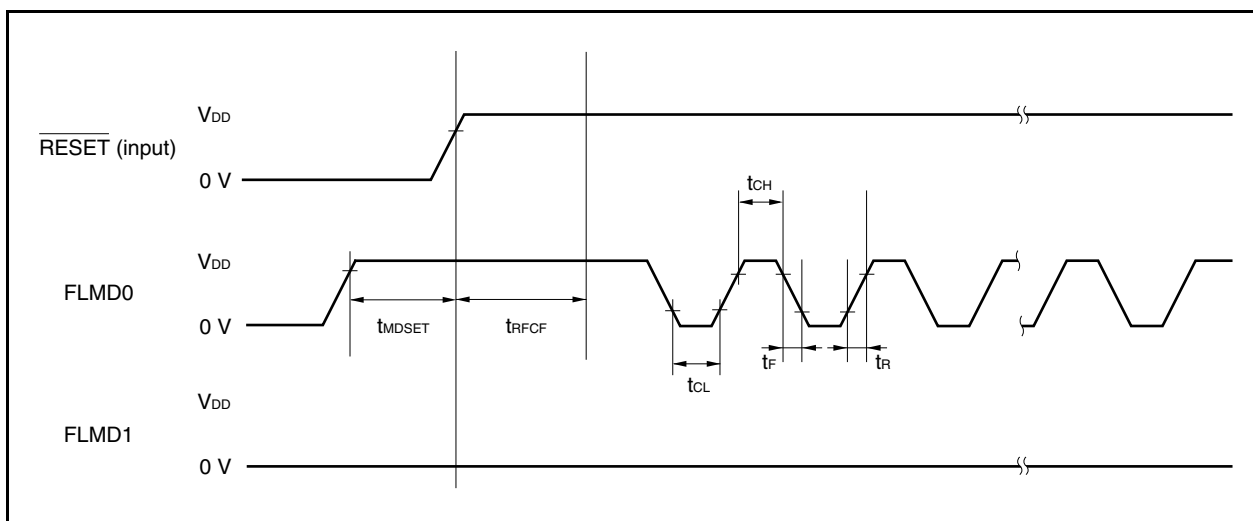 VDD
RESET (input)
0 V
tCH
VDD
FLMD0
0 V
tMDSET
tRFCF
tCL
tF
tR
VDD
FLMD1
0 V